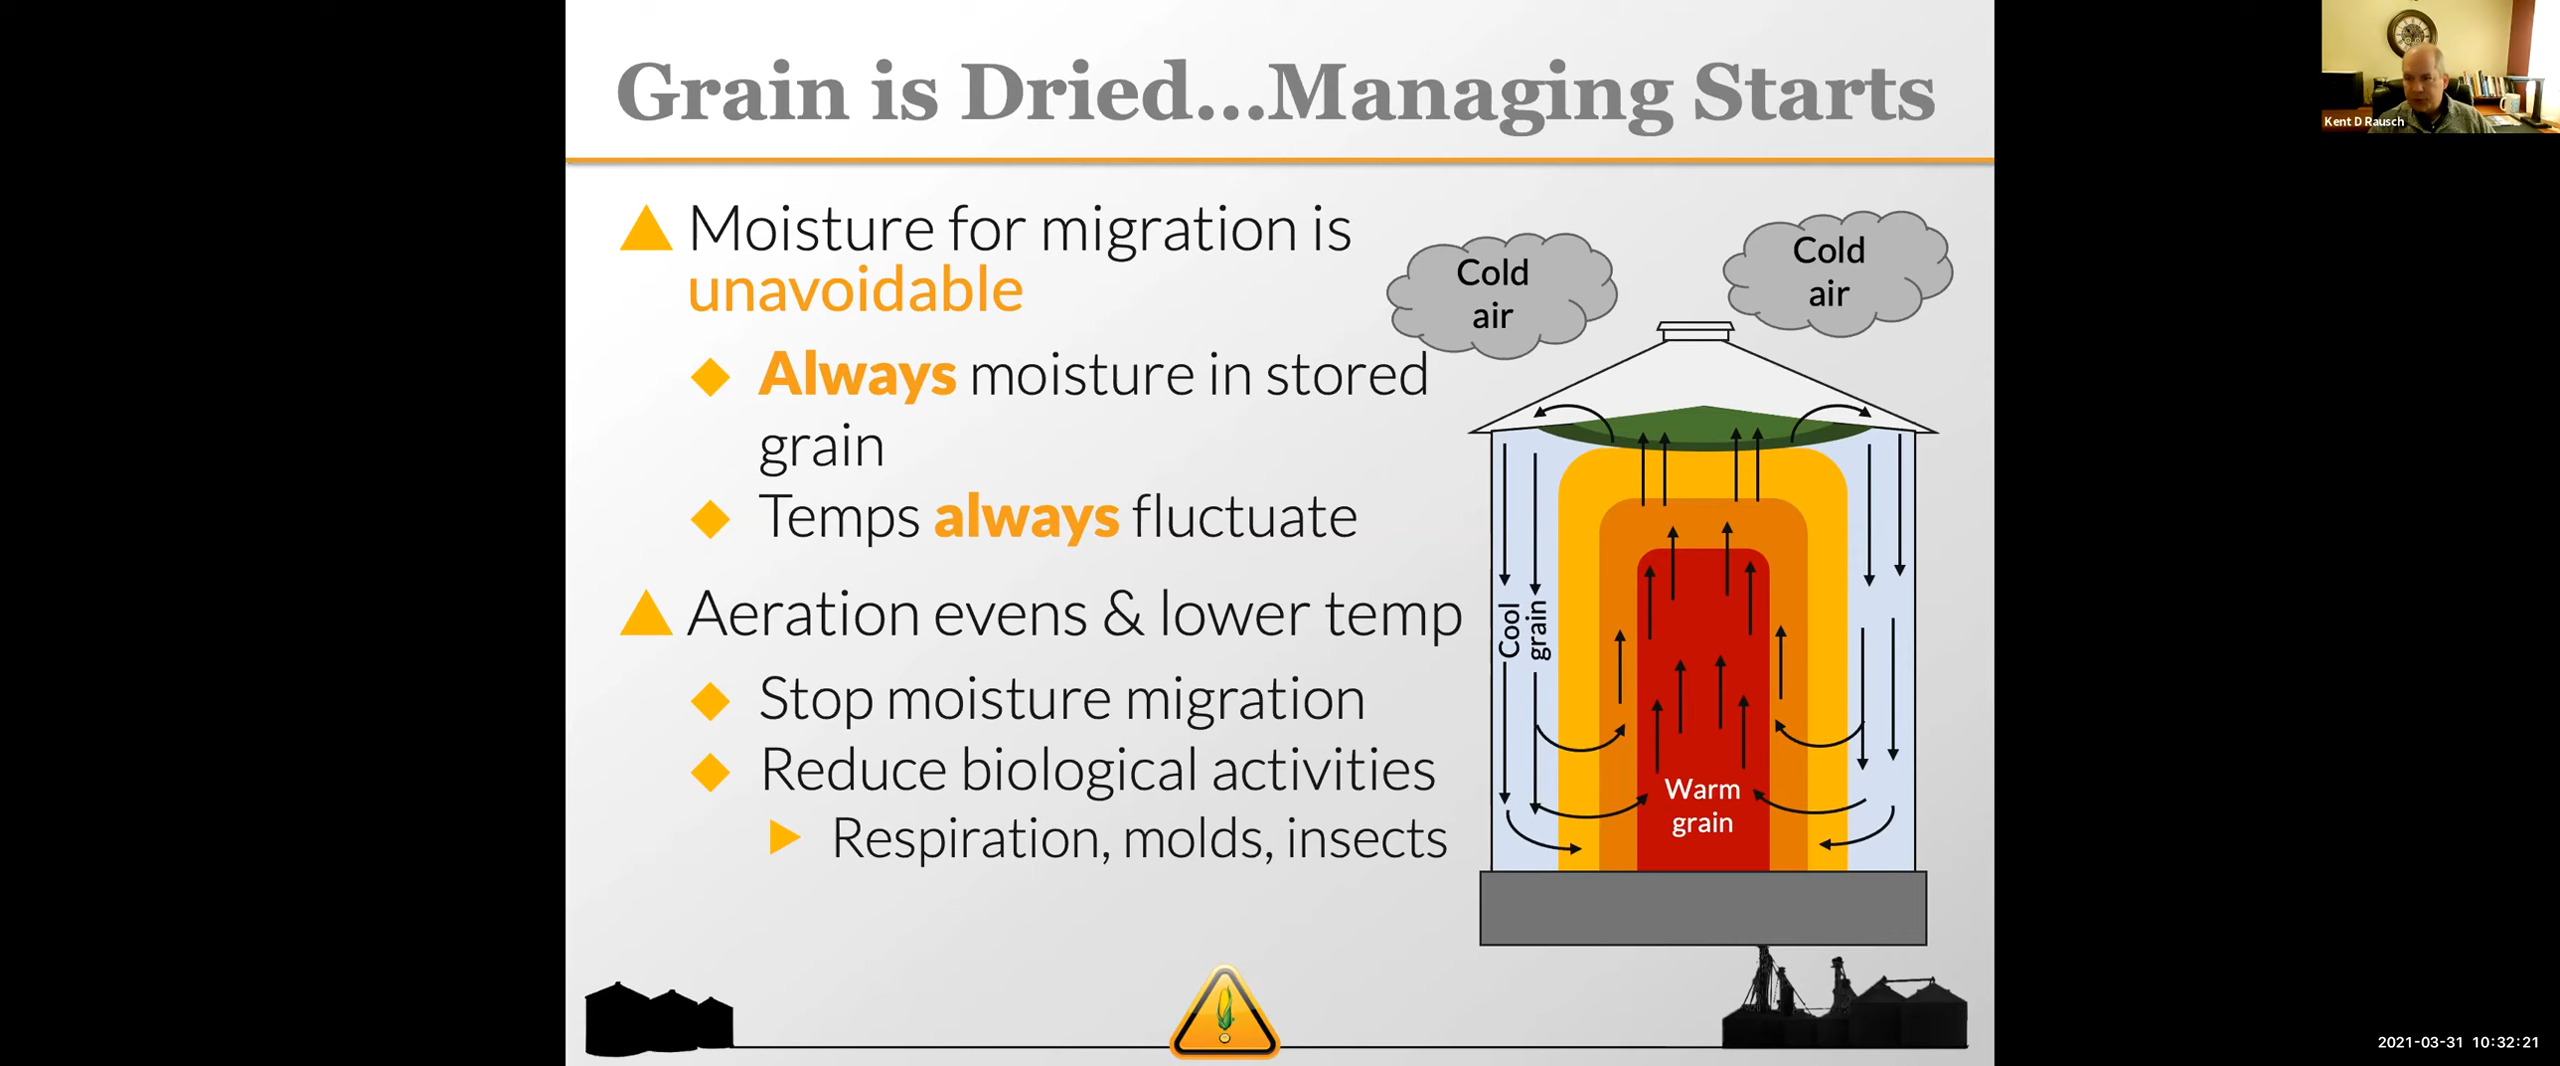 Grain is Dried...Managing Starts
Moisture for migration is
unavoidable
Always moisture in stored
grain
Temps always fluctuate
Aeration evens & lower temp
Stop moisture migration
Reduce biological activities
Respiration, molds, insects
Cold
air
Cold
air
Cool
grain
Warm
grain
Kent D Rausch
2021-03-31 10:32:21